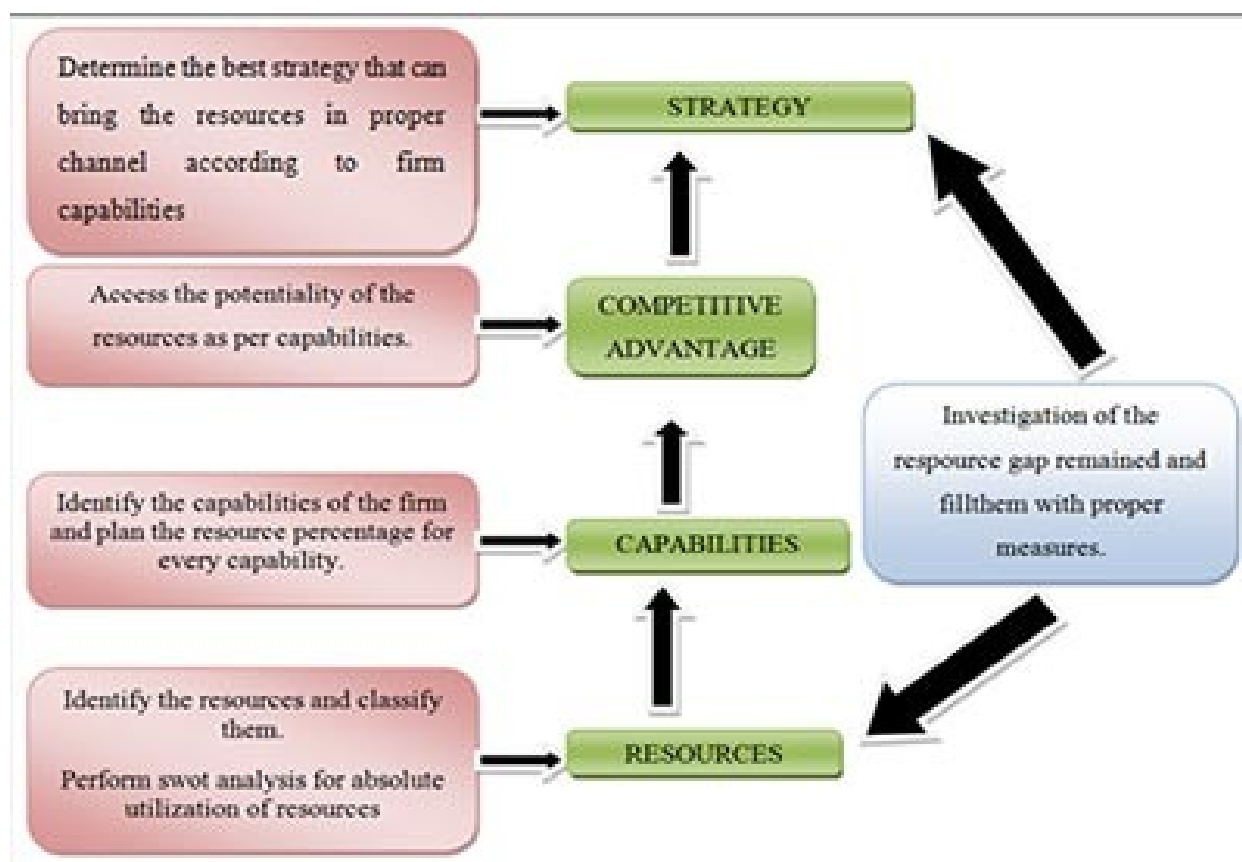 Determine the best strategy that can
bring the resources in proper
channel according to firm
capabilities
STRATEGY
Access the potentiality of the
resources as per capabilities.
COMPETITIVE
ADVANTAGE
Investigation of the
respource gap remained and
fillthem with proper
measures.
Identify the capabilities of the firm
and plan the resource percentage for
every capability.
CAPABILITIES
Identify the resources and classify
them.
Perform swot analysis for absolute
utilization of resources
RESOURCES